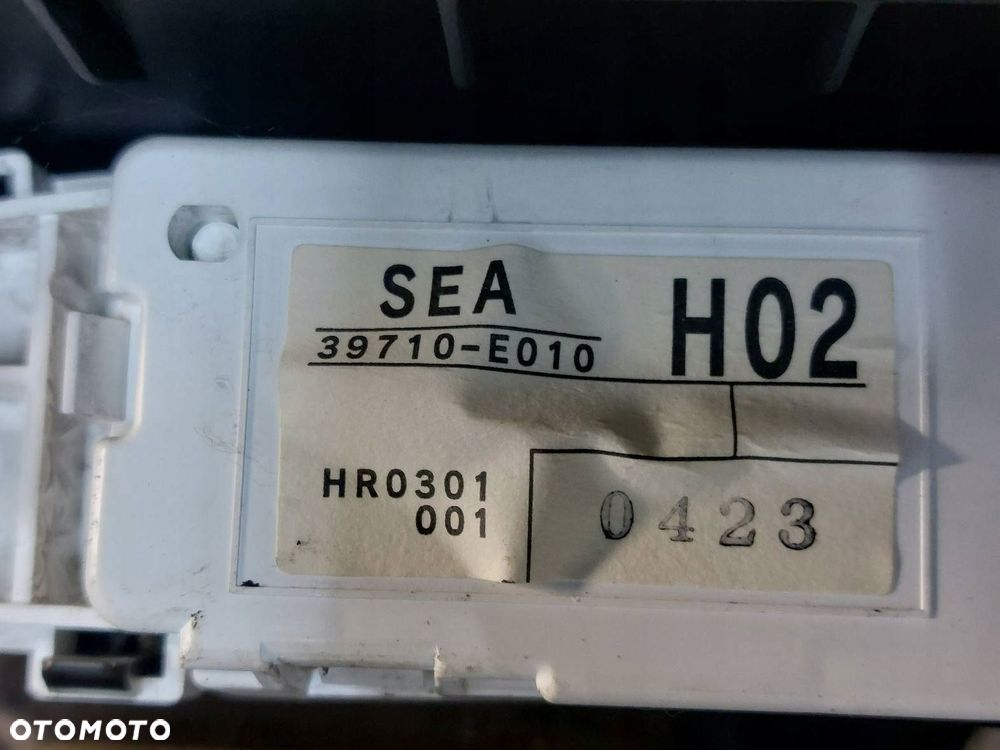 SEA H02
39710-E010
HR0301
001
0423
OTOMOTO